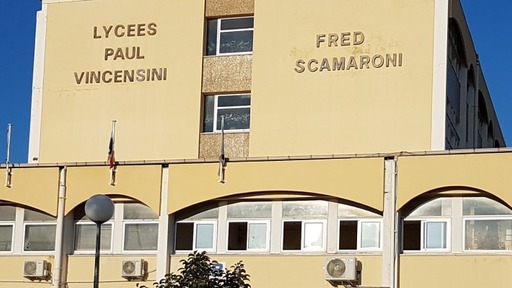 LYCEES
PAUL
VINCENSINI
FRED
SCAMARONI